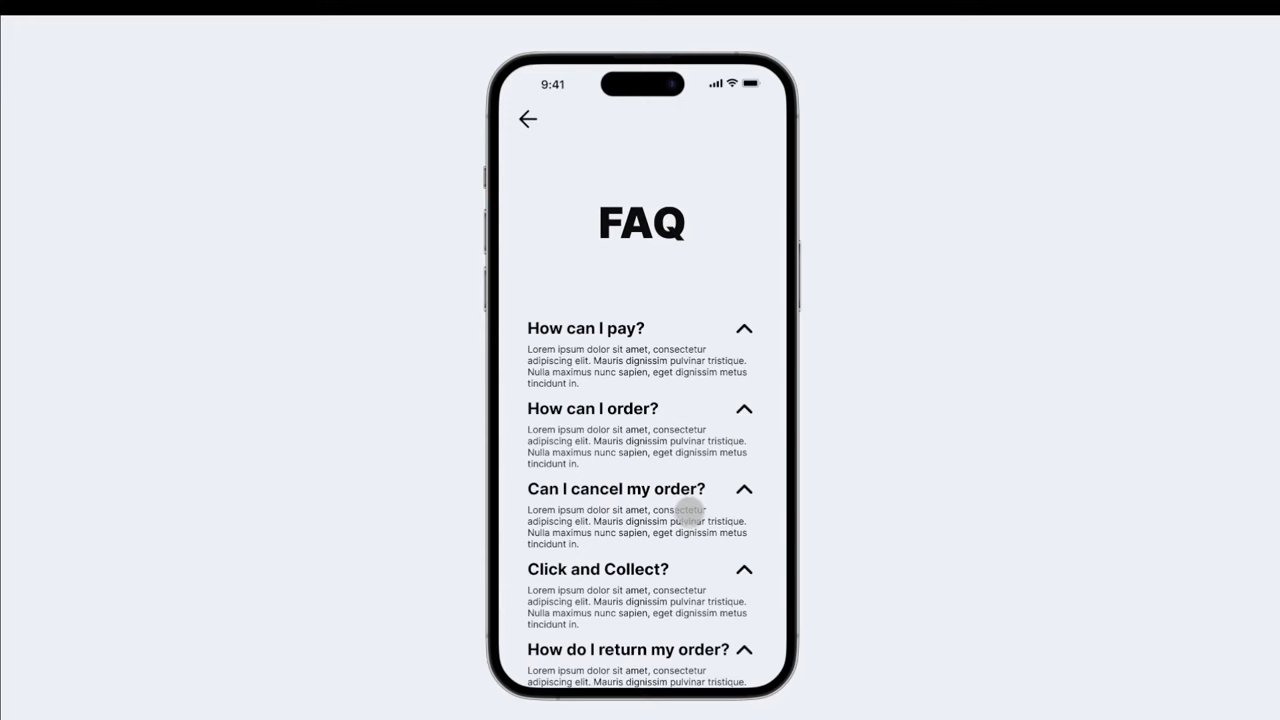 9:41
FAQ
How can I pay?
Lorem ipsum dolor sit amet, consectetur
adipiscing elit. Mauris dignissim pulvinar tristique.
Nulla maximus nunc sapien, eget dignissim metus
tincidunt in.
How can I order?
Lorem ipsum dolor sit amet, consectetur
adipiscing elit. Mauris dignissim pulvinar tristique.
Nulla maximus nunc sapien, eget dignissim metus
tincidunt in.
Can I cancel my order?
Lorem ipsum dolor sit amet, consectetur
adipiscing elit. Mauris dignissim pulvinar tristique.
Nulla maximus nunc sapien, eget dignissim metus
tincidunt in.
Click and Collect?
Lorem ipsum dolor sit amet, consectetur
adipiscing elit. Mauris dignissim pulvinar tristique.
Nulla maximus nunc sapien, eget dignissim metus
tincidunt in.
How do I return my order?
Lorem ipsum dolor sit amet, consectetur
adipiscing elit. Mauris dignissim pulvinar tristique.